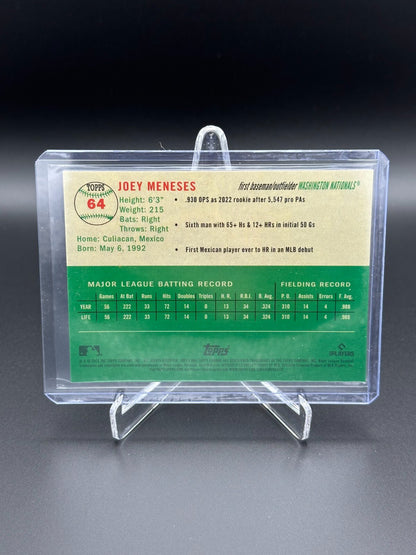 TOPPS
64
JOEY MENESES
first baseman/outfielder WASHINGTON NATIONALS®
Height: 6'3"
Weight: 215
Bats: Right
Throws: Right
Home: Culiacan, Mexico
Born: May 6, 1992
• .930 OPS as 2022 rookie after 5,547 pro PAs
• Sixth man with 65+ Hs & 12+ HRs in initial 50 Gs
• First Mexican player ever to HR in an MLB debut
MAJOR LEAGUE BATTING RECORD FIELDING RECORD
Games At Bat Runs Hits Doubles Triples H. R. R.B.I. B. Avg. P. O. Assists Errors F. Avg.
YEAR 56 222 33 72 14 0 13 34 .324 310 14 4 .988
LIFE 56 222 33 72 14 0 13 34 .324 310 14 4 .988
Topps
PLAYERS